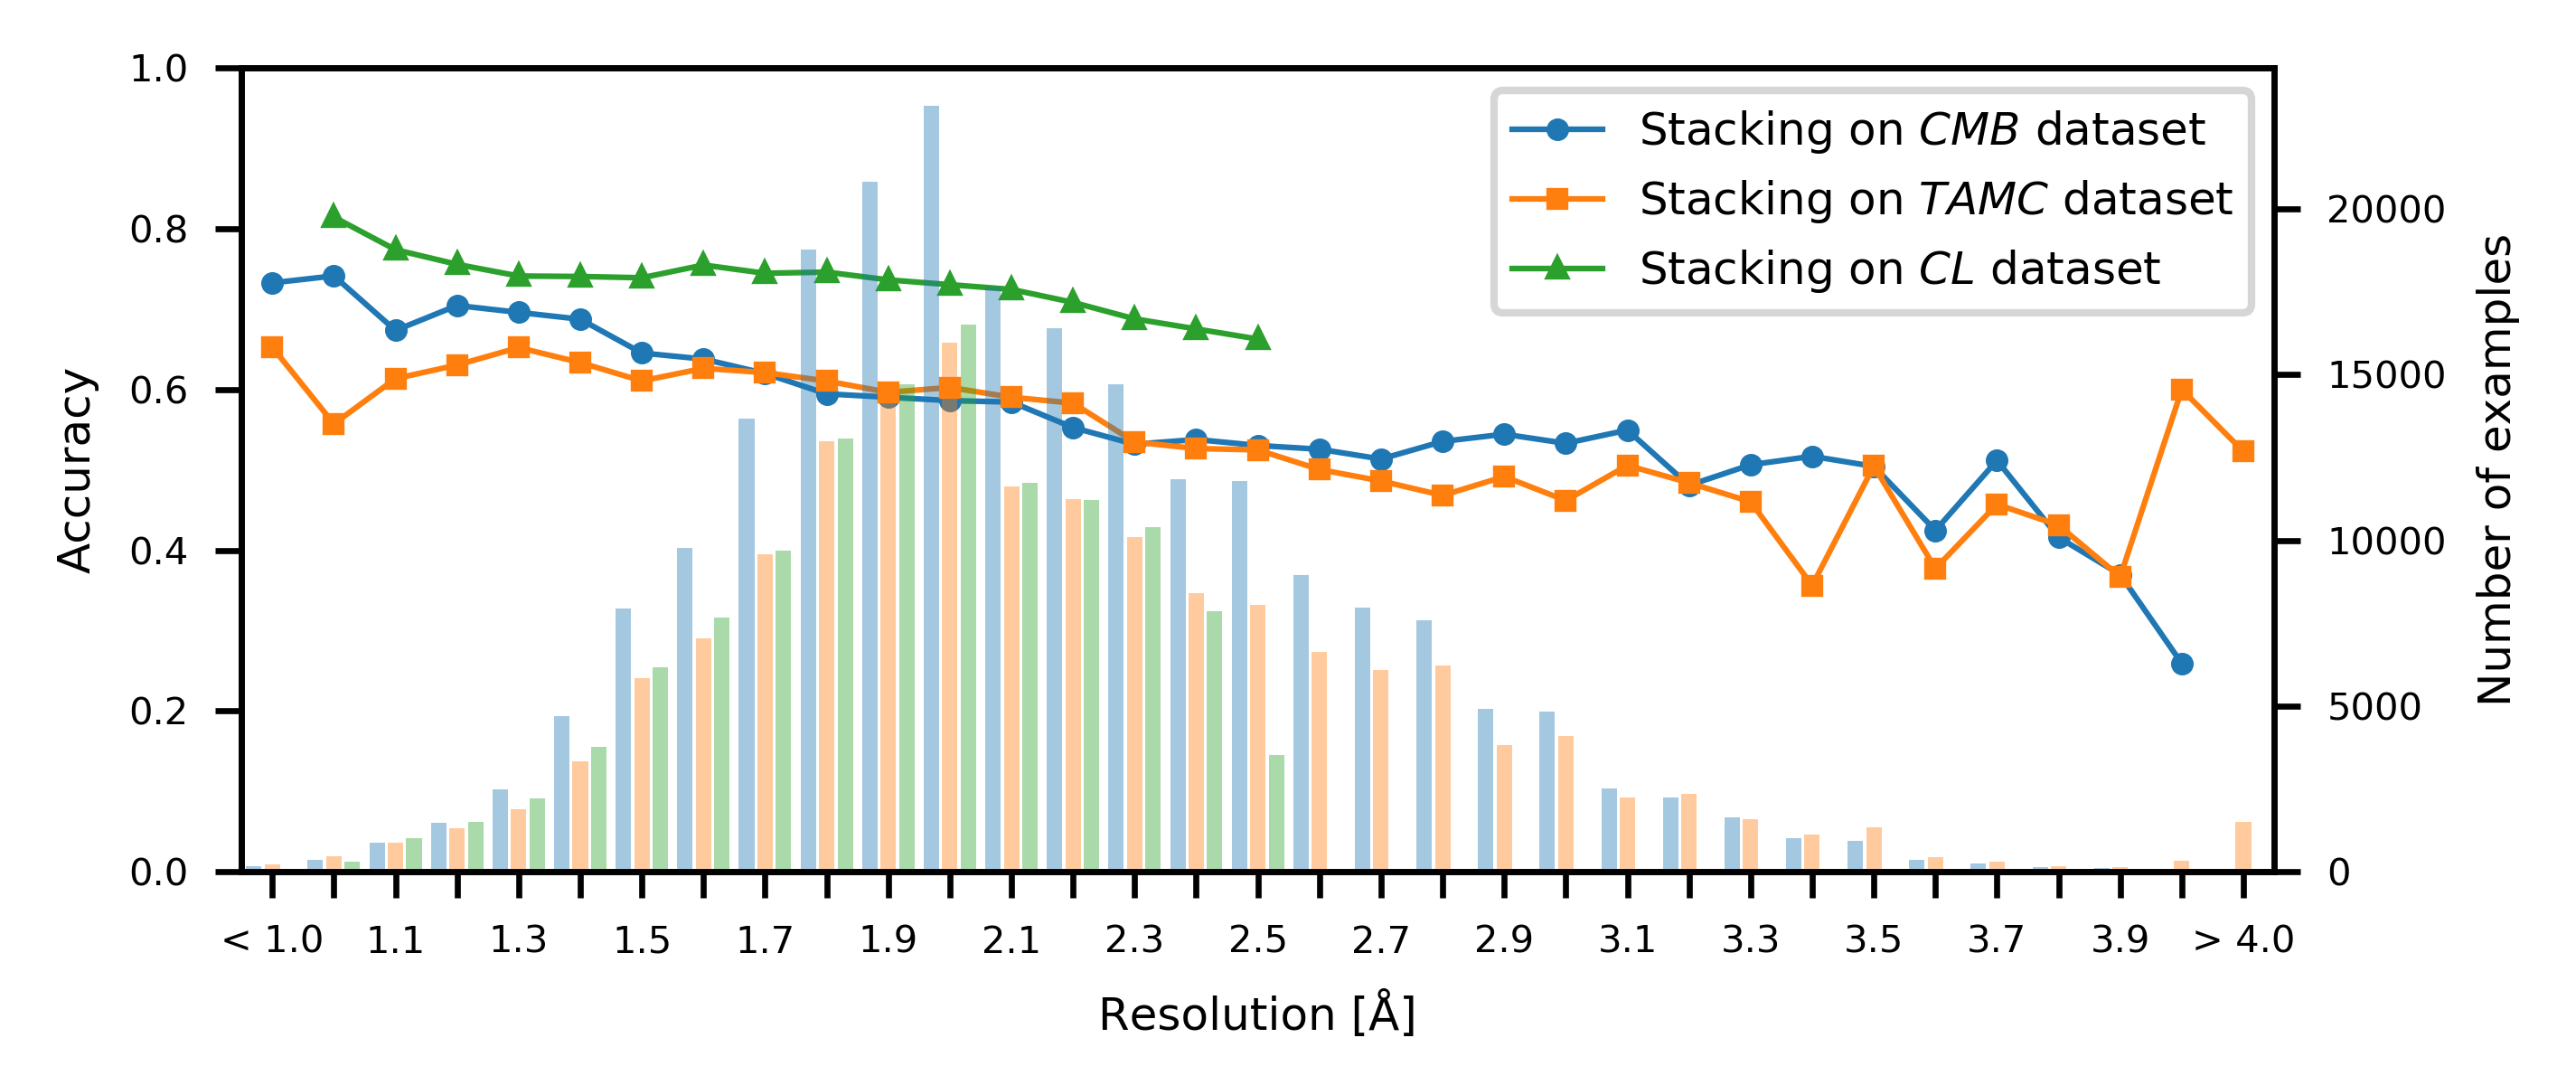 1.0
0.8
0.6
0.4
0.2
0.0
Accuracy
Stacking on CMB dataset
Stacking on TAMC dataset
Stacking on CL dataset
20000
15000
10000
5000
0
Number of examples
< 1.0 1.1 1.3 1.5 1.7 1.9 2.1 2.3 2.5 2.7 2.9 3.1 3.3 3.5 3.7 3.9 > 4.0
Resolution [Å]